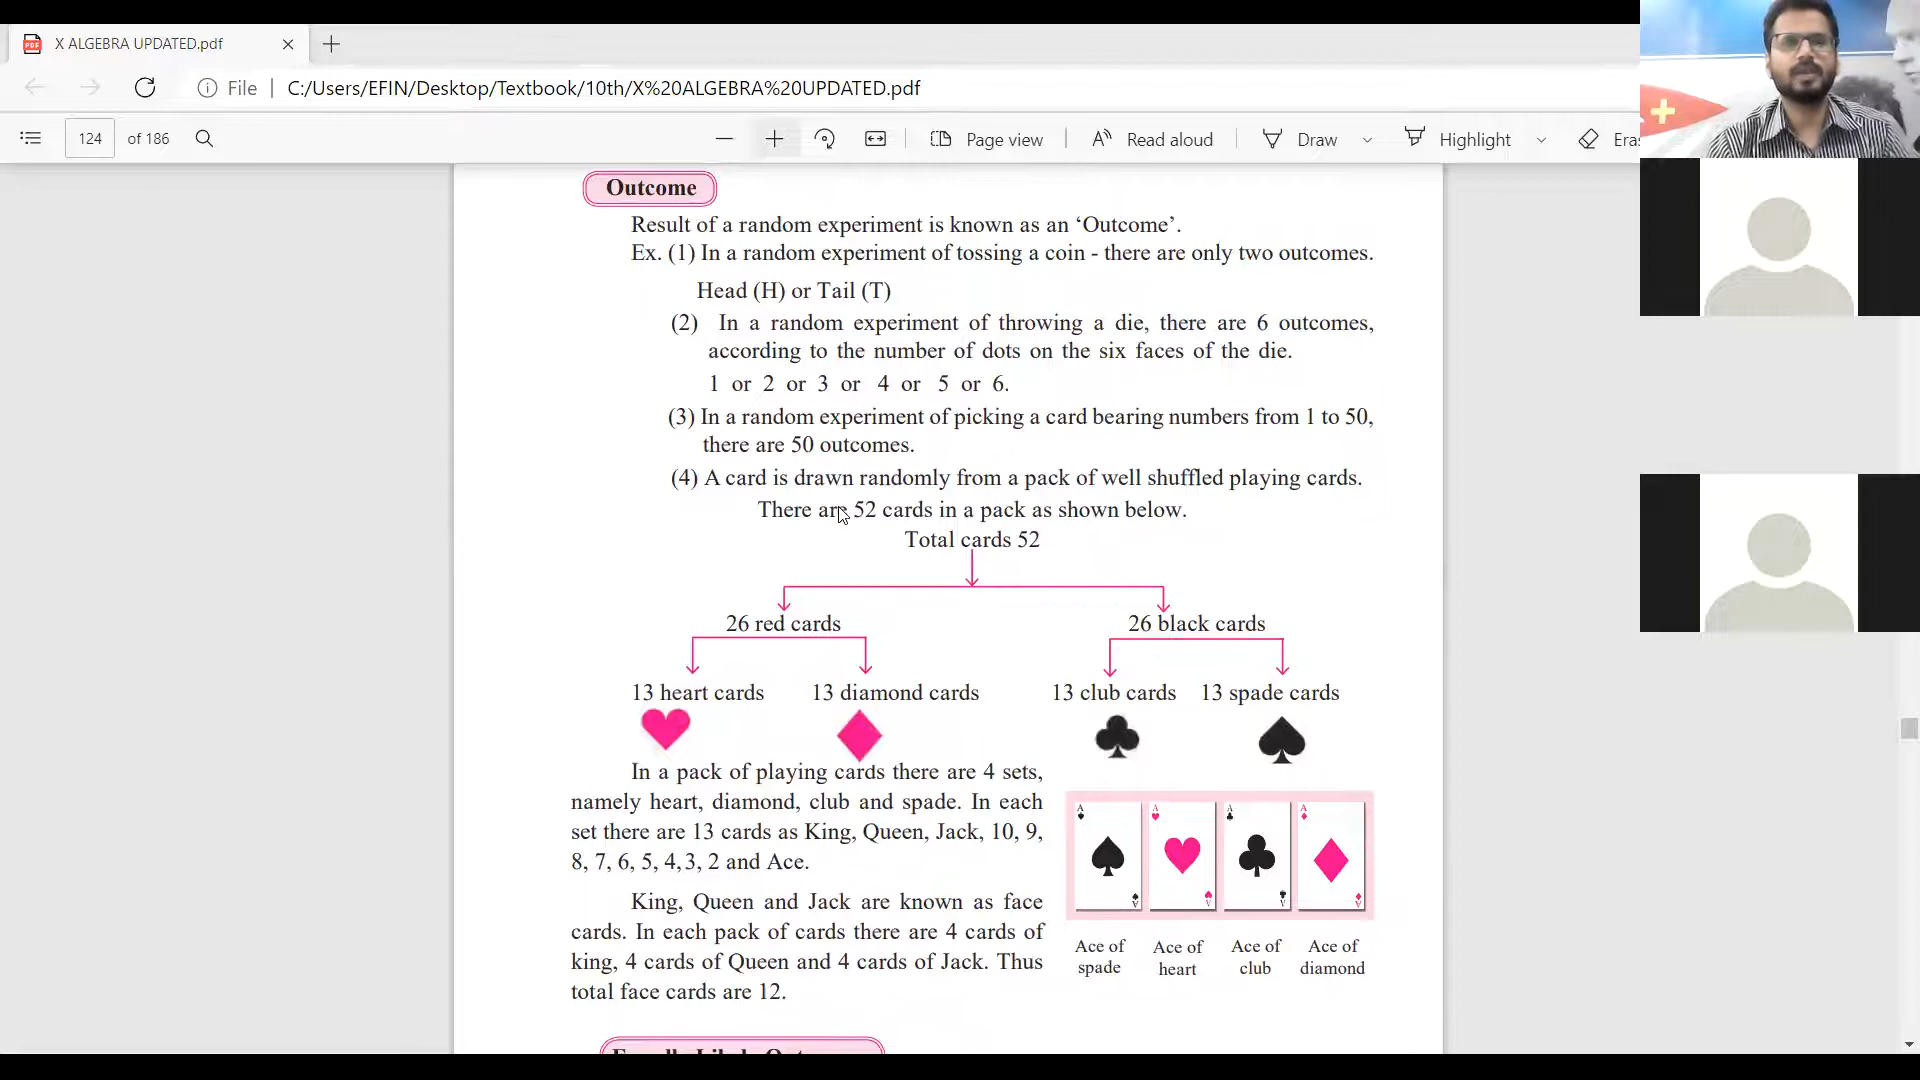 X ALGEBRA UPDATED.pdf
File
C:/Users/EFIN/Desktop/Textbook/10th/X%20ALGEBRA%20UPDATED.pdf
124 of 186
Page view
Read aloud
Draw
Highlight
Eras
Outcome
Result of a random experiment is known as an ‘Outcome’.
Ex. (1) In a random experiment of tossing a coin - there are only two outcomes.
Head (H) or Tail (T)
(2) In a random experiment of throwing a die, there are 6 outcomes,
according to the number of dots on the six faces of the die.
1 or 2 or 3 or 4 or 5 or 6.
(3) In a random experiment of picking a card bearing numbers from 1 to 50,
there are 50 outcomes.
(4) A card is drawn randomly from a pack of well shuffled playing cards.
There are 52 cards in a pack as shown below.
Total cards 52
26 red cards
26 black cards
13 heart cards
13 diamond cards
13 club cards
13 spade cards
In a pack of playing cards there are 4 sets,
namely heart, diamond, club and spade. In each
set there are 13 cards as King, Queen, Jack, 10, 9,
8, 7, 6, 5, 4, 3, 2 and Ace.
King, Queen and Jack are known as face
cards. In each pack of cards there are 4 cards of
king, 4 cards of Queen and 4 cards of Jack. Thus
total face cards are 12.
A
A
A
A
A
A
A
A
Ace of
spade
Ace of
heart
Ace of
club
Ace of
diamond